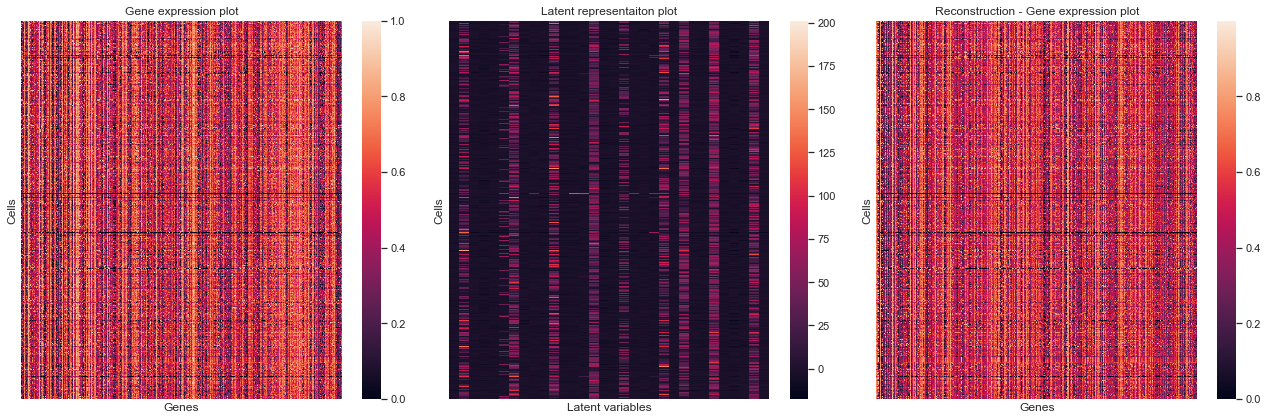 Gene expression plot
Cells
Genes
1.0
0.8
0.6
0.4
0.2
0.0
Latent representaiton plot
Cells
Latent variables
200
175
150
125
100
75
50
25
0
Reconstruction - Gene expression plot
Cells
Genes
0.8
0.6
0.4
0.2
0.0